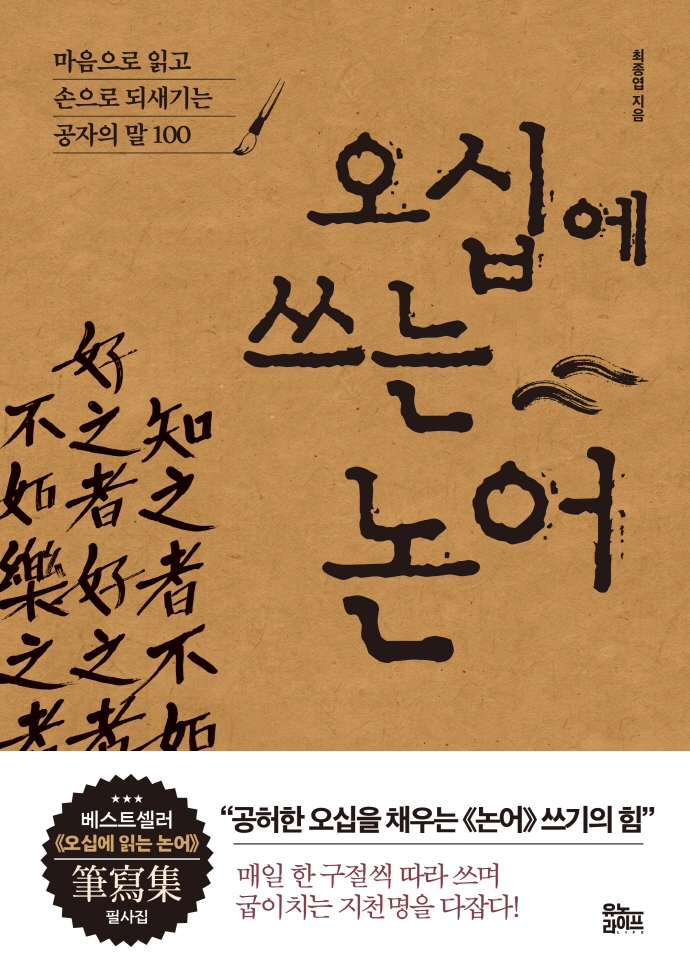 마음으로 읽고
손으로 되새기는
공자의 말 100
최종엽 지음
오십에
쓰는
논어
知之者不如
好之者好之者
不如樂之者
★★★
베스트셀러
《오십에 읽는 논어》
筆寫集
필사집
“공허한 오십을 채우는 《논어》 쓰기의 힘”
매일 한 구절씩 따라 쓰며
굽이치는 지천명을 다잡다!
유노
라이프
LIFE